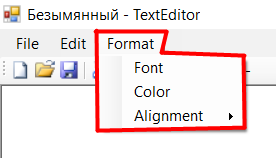 Безымянный - TextEditor
File Edit Format
Font
Color
Alignment